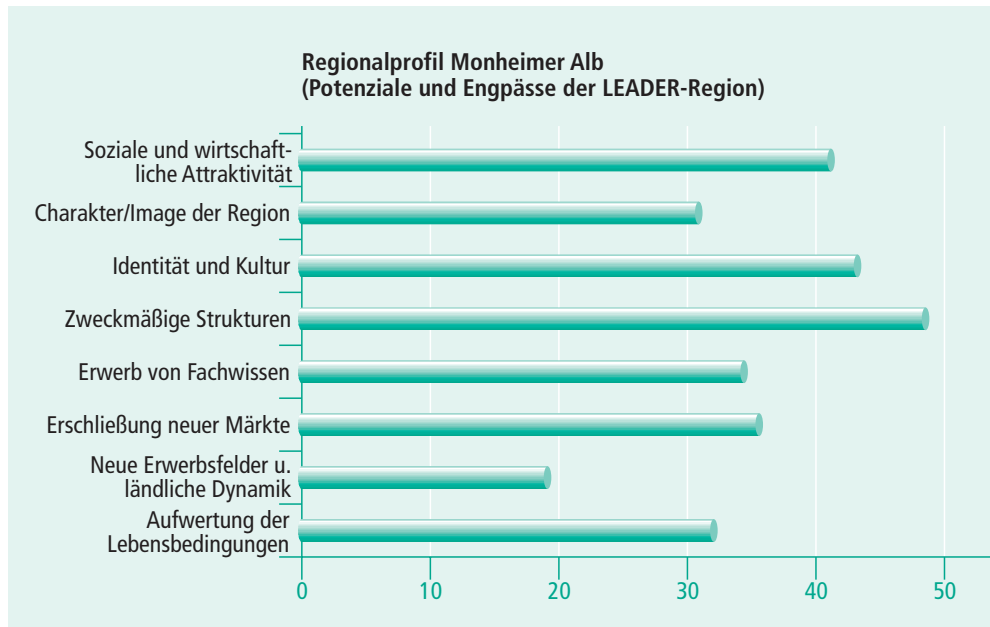 Regionalprofil Monheimer Alb
(Potenziale und Engpässe der LEADER-Region)
Soziale und wirtschaft-
liche Attraktivität
Charakter/Image der Region
Identität und Kultur
Zweckmäßige Strukturen
Erwerb von Fachwissen
Erschließung neuer Märkte
Neue Erwerbsfelder u.
ländliche Dynamik
Aufwertung der
Lebensbedingungen
0 10 20 30 40 50